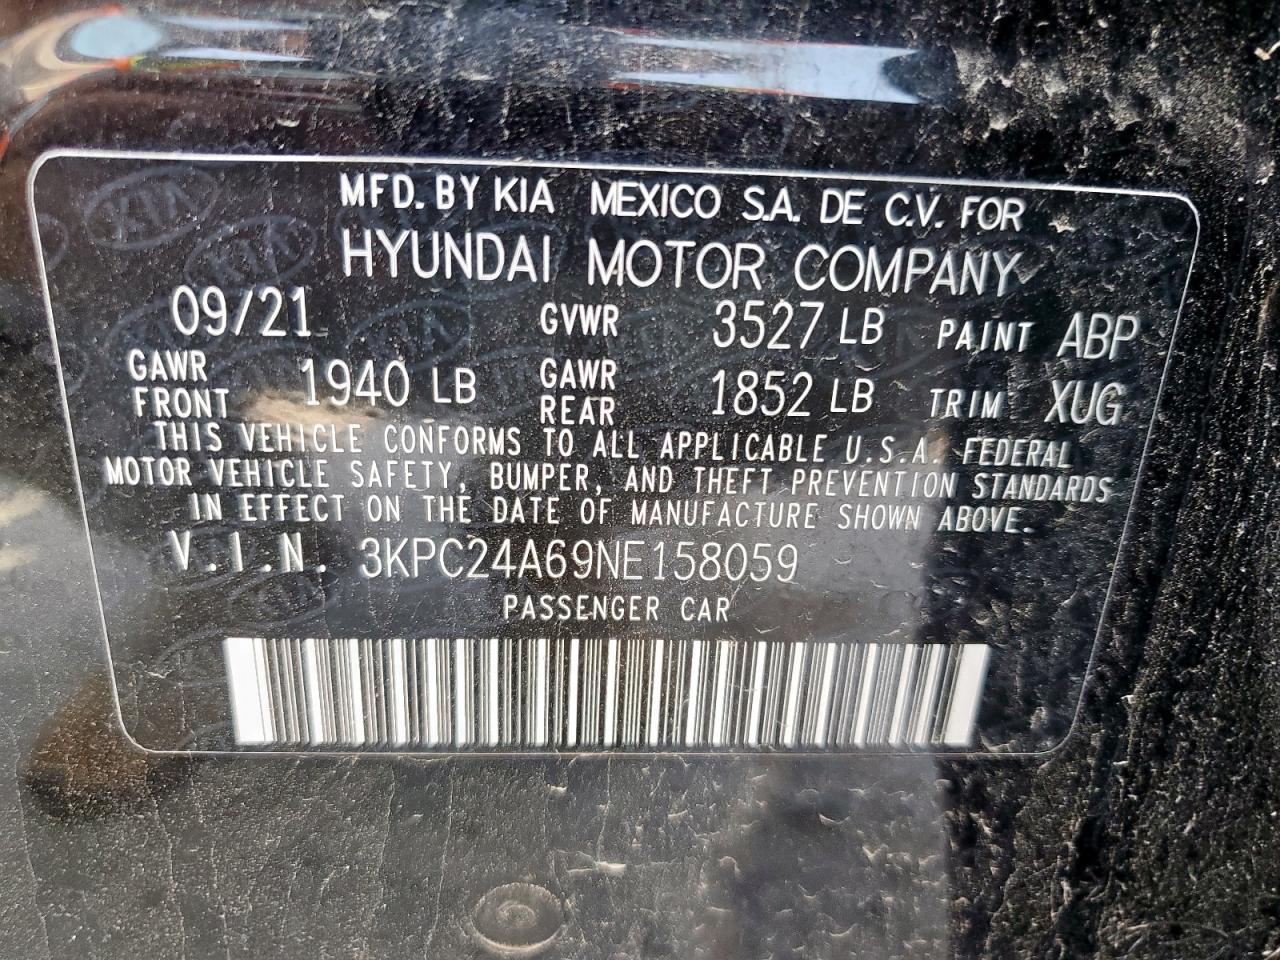 MFD. BY KIA MEXICO S.A. DE C.V. FOR
HYUNDAI MOTOR COMPANY
09/21 GVWR 3527 LB PAINT ABP
GAWR FRONT 1940 LB GAWR REAR 1852 LB TRIM XUG
THIS VEHICLE CONFORMS TO ALL APPLICABLE U.S.A. FEDERAL
MOTOR VEHICLE SAFETY, BUMPER, AND THEFT PREVENTION STANDARDS
IN EFFECT ON THE DATE OF MANUFACTURE SHOWN ABOVE.
V.I.N. 3KPC24A69NE158059
PASSENGER CAR